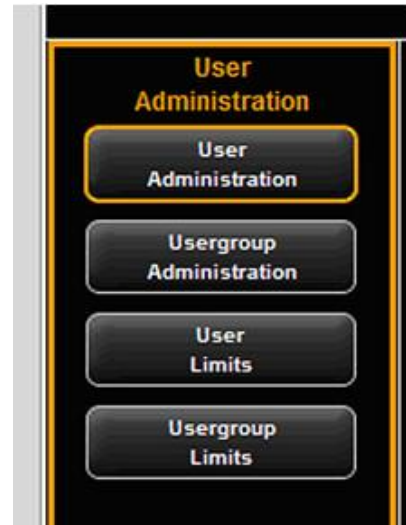 User
Administration
User
Administration
Usergroup
Administration
User
Limits
Usergroup
Limits